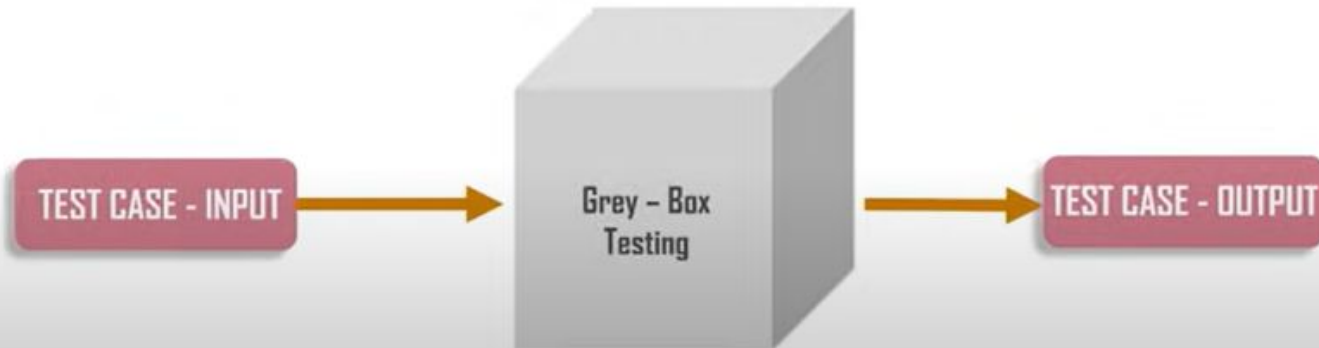 TEST CASE - INPUT
Grey – Box
Testing
TEST CASE - OUTPUT